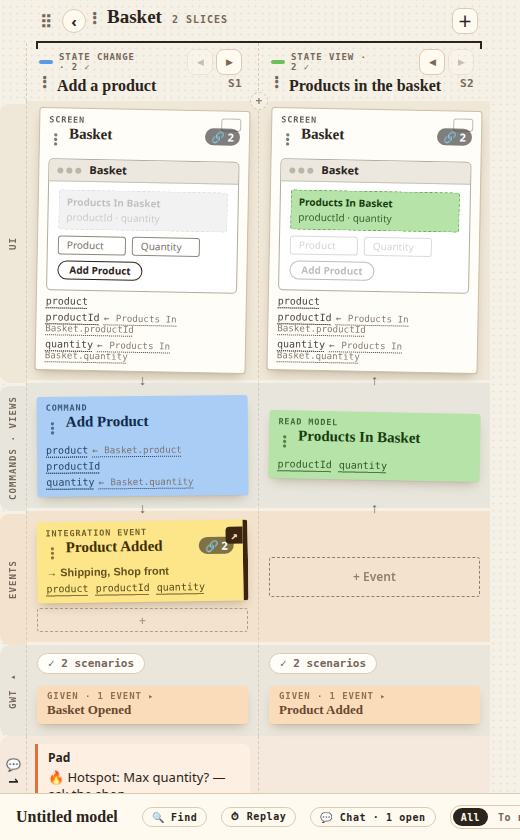 Basket 2 SLICES
STATE CHANGE
· 2 ✓
Add a product S1
STATE VIEW ·
2 ✓
Products in the basket S2
UI
SCREEN
Basket
2
Basket
Products In Basket
productId · quantity
Product
Quantity
Add Product
product
productId ← Products In
Basket.productId
quantity ← Products In
Basket.quantity
SCREEN
Basket
2
Basket
Products In Basket
productId · quantity
Product
Quantity
Add Product
product
productId ← Products In
Basket.productId
quantity ← Products In
Basket.quantity
COMMANDS · VIEWS
COMMAND
Add Product
product ← Basket.product
productId
quantity ← Basket.quantity
READ MODEL
Products In Basket
productId quantity
EVENTS
INTEGRATION EVENT
Product Added
2
→ Shipping, Shop front
product productId quantity
+
+ Event
GWT
✓ 2 scenarios
GIVEN · 1 EVENT
Basket Opened
✓ 2 scenarios
GIVEN · 1 EVENT
Product Added
1
Pad
🔥 Hotspot: Max quantity? —
Untitled model
🔍 Find
Replay
💬 Chat · 1 open
All
To